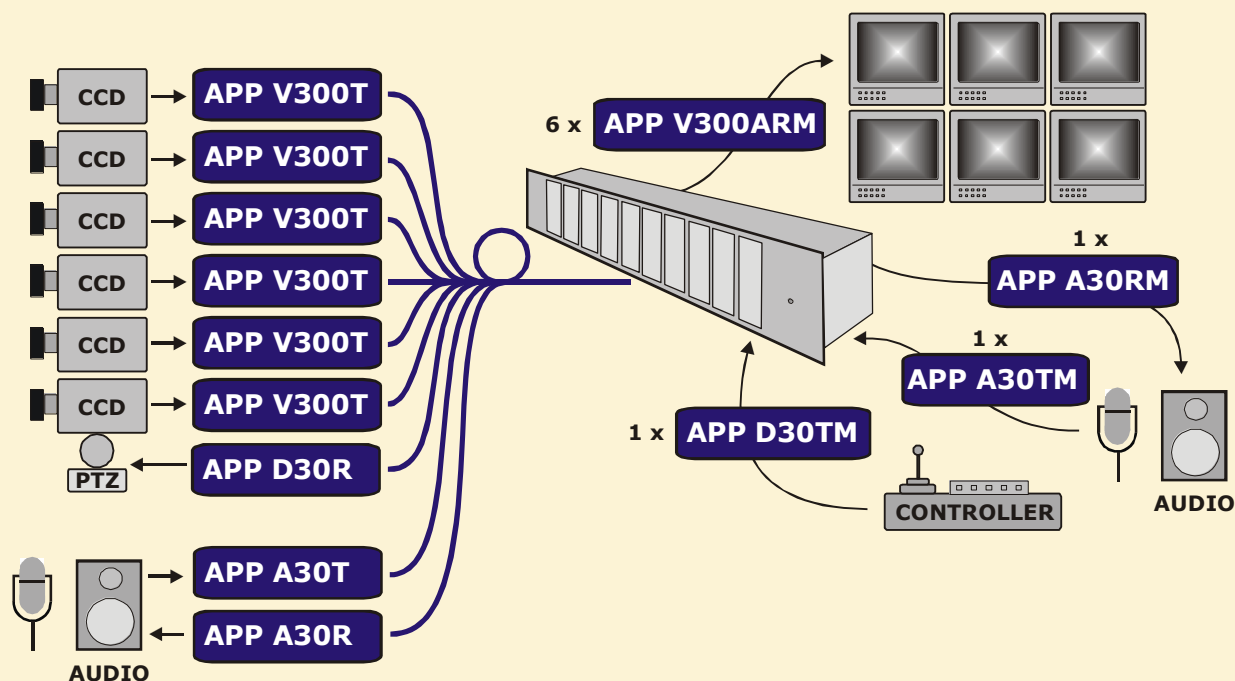 CCD
APP V300T
CCD
APP V300T
CCD
APP V300T
CCD
APP V300T
CCD
APP V300T
CCD
APP V300T
PTZ
APP D30R
APP A30T
APP A30R
AUDIO
6 x
APP V300ARM
1 x
APP A30RM
1 x
APP A30TM
1 x
APP D30TM
CONTROLLER
AUDIO